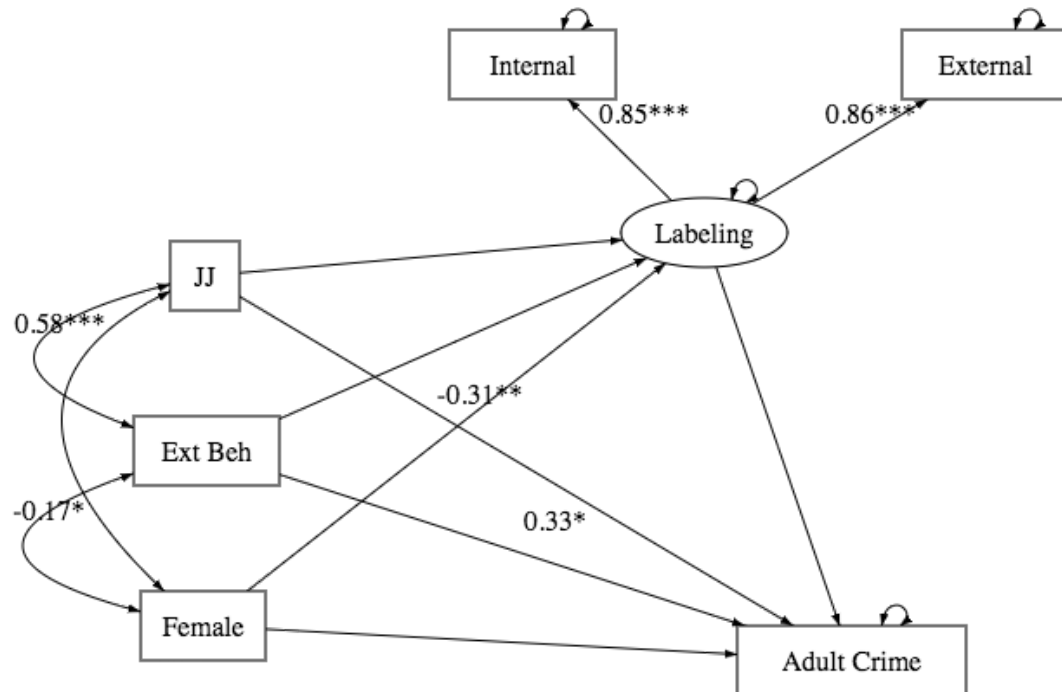 Internal
External
0.85***
0.86***
Labeling
JJ
0.58***
-0.31**
Ext Beh
-0.17*
0.33*
Female
Adult Crime